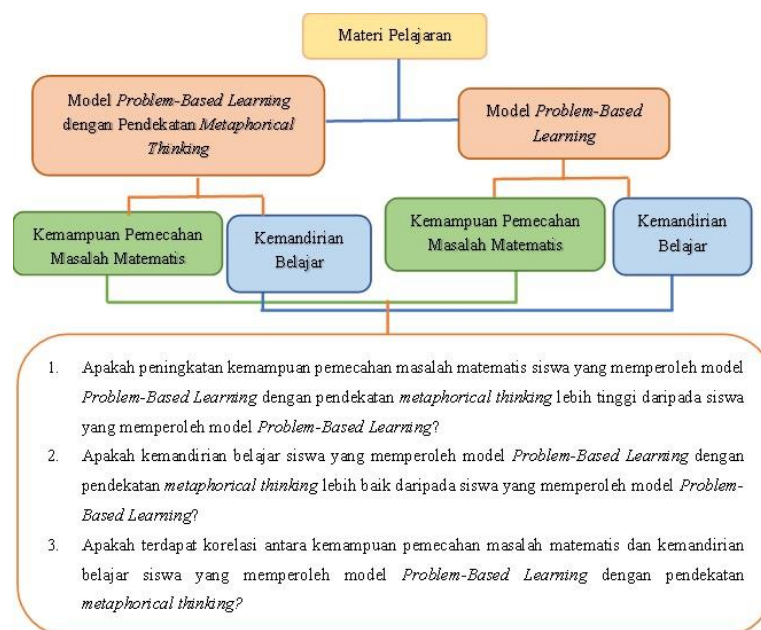 Materi Pelajaran
Model Problem-Based Learning
dengan Pendekatan Metaphorical
Thinking
Model Problem-Based
Learning
Kemampuan Pemecahan
Masalah Matematis
Kemandirian
Belajar
Kemampuan Pemecahan
Masalah Matematis
Kemandirian
Belajar
1. Apakah peningkatan kemampuan pemecahan masalah matematis siswa yang memperoleh model
Problem-Based Learning dengan pendekatan metaphorical thinking lebih tinggi daripada siswa
yang memperoleh model Problem-Based Learning?
2. Apakah kemandirian belajar siswa yang memperoleh model Problem-Based Learning dengan
pendekatan metaphorical thinking lebih baik daripada siswa yang memperoleh model Problem-
Based Learning?
3. Apakah terdapat korelasi antara kemampuan pemecahan masalah matematis dan kemandirian
belajar siswa yang memperoleh model Problem-Based Learning dengan pendekatan
metaphorical thinking?